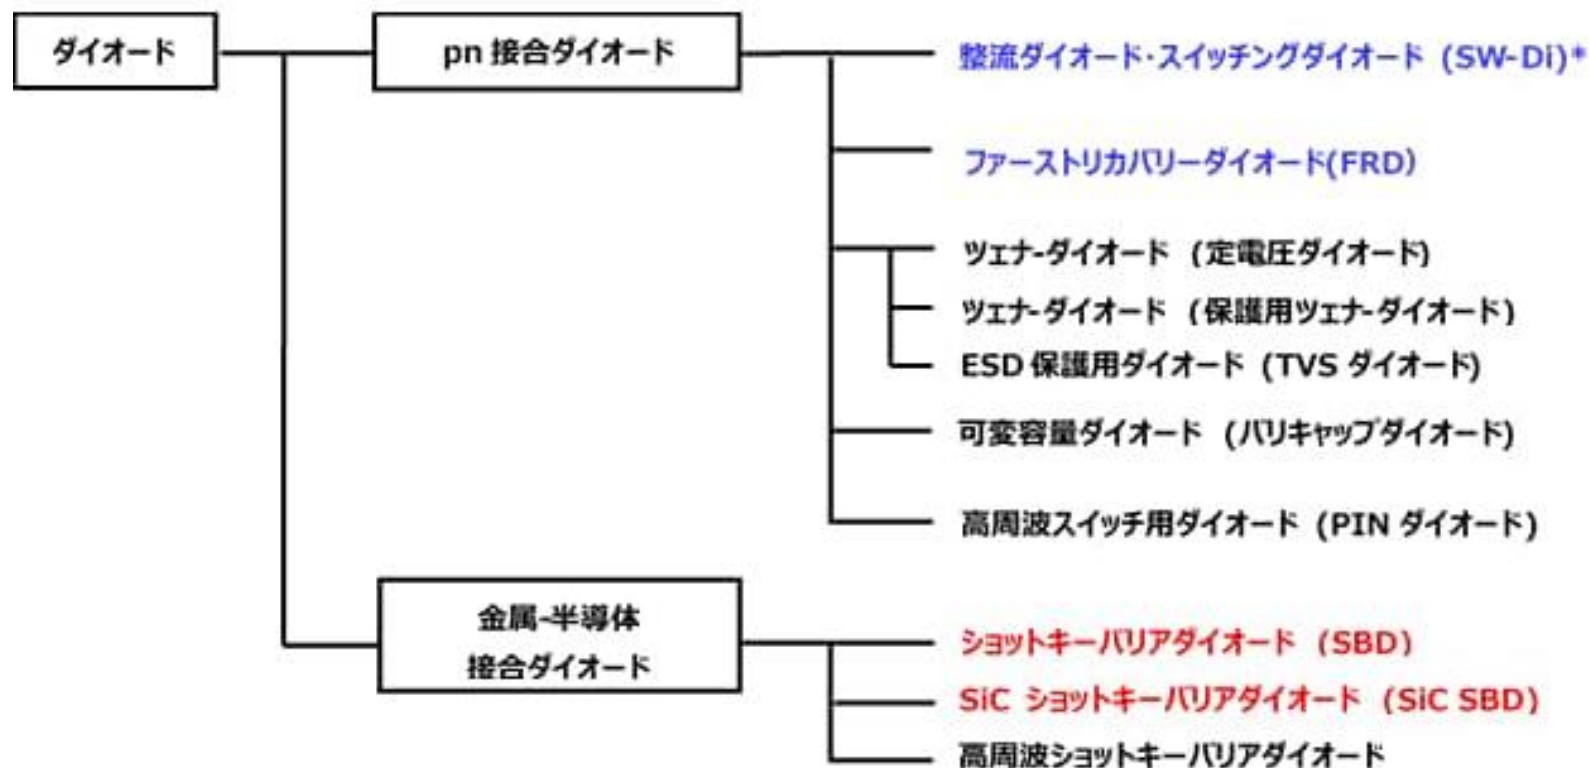 ダイオード
pn 接合ダイオード
整流ダイオード・スイッチングダイオード (SW-Di)*
ファーストリカバリーダイオード(FRD)
ツェナ-ダイオード (定電圧ダイオード)
ツェナ-ダイオード (保護用ツェナ-ダイオード)
ESD 保護用ダイオード (TVS ダイオード)
可変容量ダイオード (バリキャップダイオード)
高周波スイッチ用ダイオード (PIN ダイオード)
金属-半導体
接合ダイオード
ショットキーバリアダイオード (SBD)
SiC ショットキーバリアダイオード (SiC SBD)
高周波ショットキーバリアダイオード